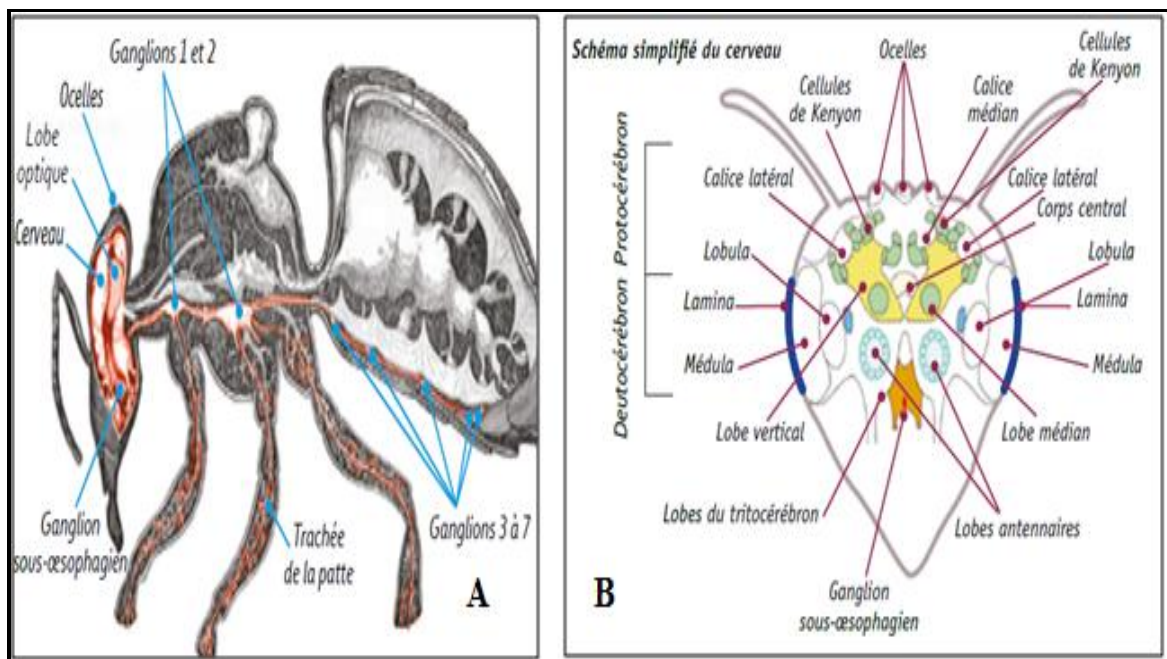 Ganglions 1 et 2
Ocelles
Lobe
optique
Cerveau
Ganglion
sous-œsophagien
Trachée
de la patte
Ganglions 3 à 7
A
Schéma simplifié du cerveau
Ocelles
Cellules
de Kenyon
Cellules
de Kenyon
Calice
médian
Calice latéral
Calice latéral
Corps central
Lobula
Lobula
Lamina
Lamina
Médula
Médula
Lobe vertical
Lobe médian
Lobes du tritocérébron
Lobes antennaires
Ganglion
sous-œsophagien
Deutocérébron Protocérébron
B